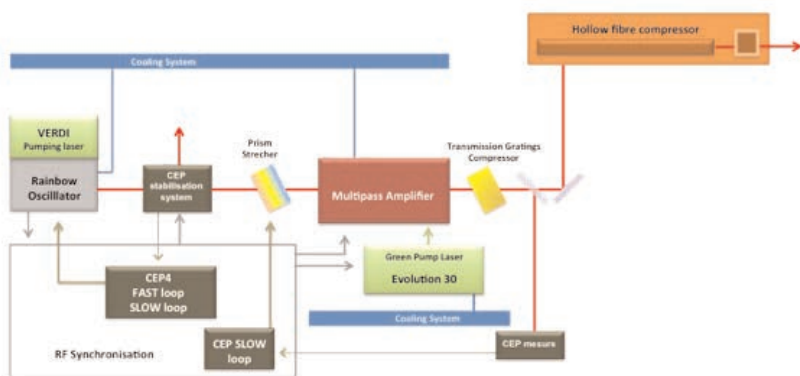 Hollow fibre compressor
Cooling System
VERDI
Pumping laser
Rainbow
Oscilllator
CEP
stabilisation
system
Prism
Strecher
Multipass Amplifier
Transmission Gratings
Compressor
Green Pump Laser
Evolution 30
CEP4
FAST loop
SLOW loop
Cooling System
RF Synchronisation
CEP SLOW
loop
CEP mesure